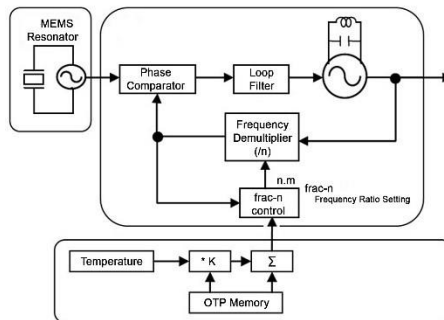 MEMS
Resonator
Phase
Comparator
Loop
Filter
Frequency
Demultiplier
(/n)
n.m
frac-n
Frequency Ratio Setting
frac-n
control
Temperature
* K
Σ
OTP Memory